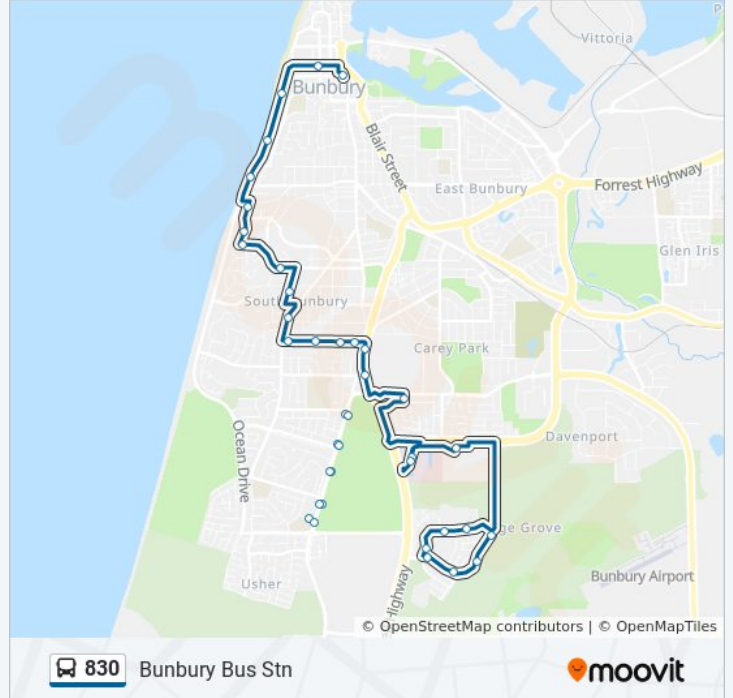 Vittoria
Bunbury
Blair Street
East Bunbury
Forrest Highway
Glen Iris
South Bunbury
Carey Park
Ocean Drive
Davenport
ge Grove
Usher
Highway
Bunbury Airport
© OpenStreetMap contributors | © OpenMapTiles
830 Bunbury Bus Stn
moovit